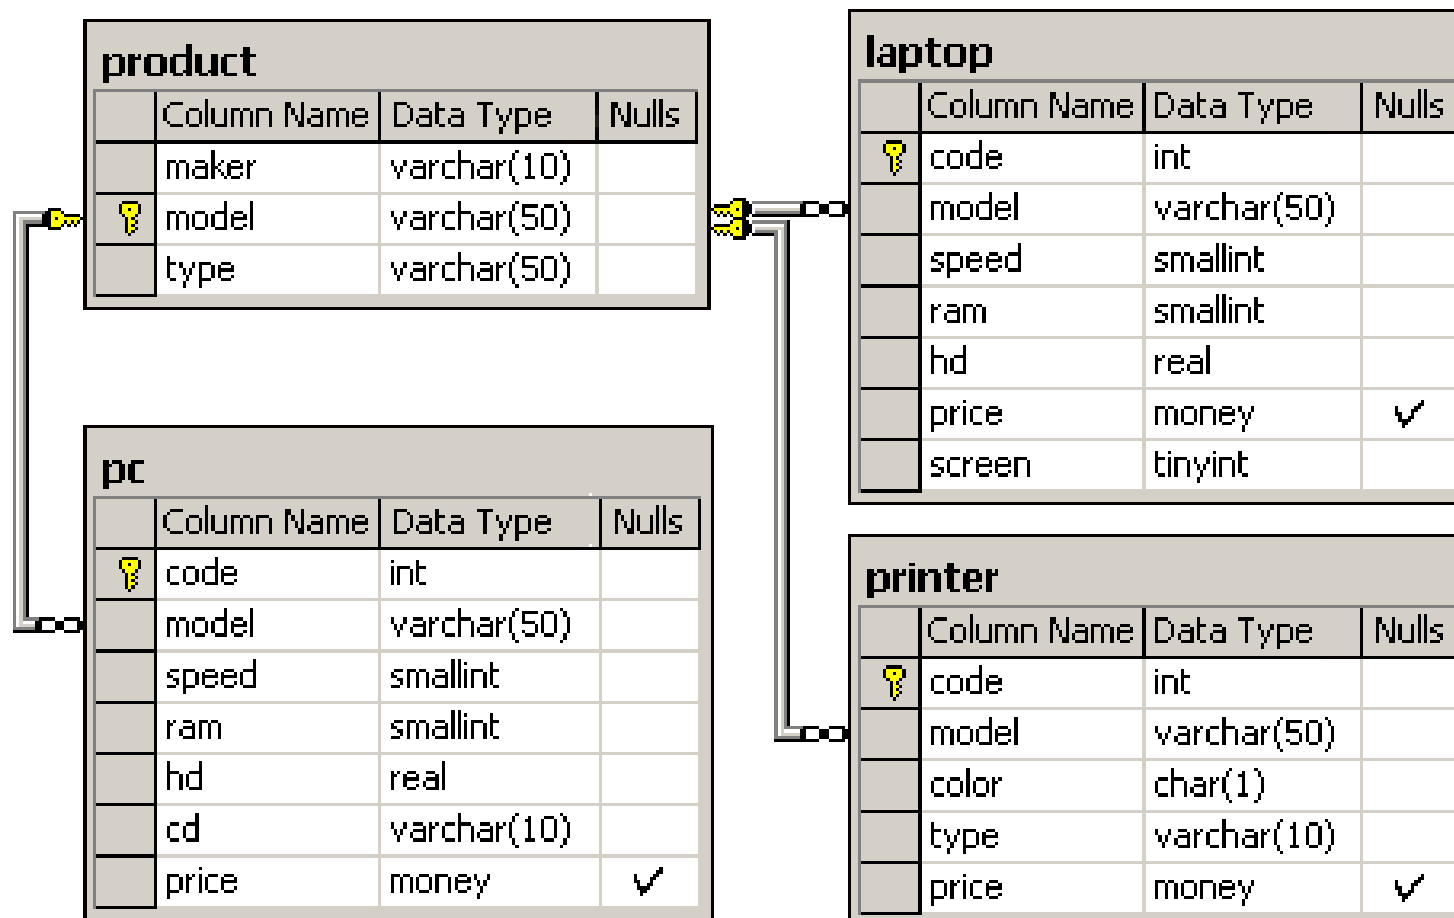 product
Column Name Data Type Nulls
maker varchar(10)
model varchar(50)
type varchar(50)
pc
Column Name Data Type Nulls
code int
model varchar(50)
speed smallint
ram smallint
hd real
cd varchar(10)
price money
laptop
Column Name Data Type Nulls
code int
model varchar(50)
speed smallint
ram smallint
hd real
price money
screen tinyint
printer
Column Name Data Type Nulls
code int
model varchar(50)
color char(1)
type varchar(10)
price money